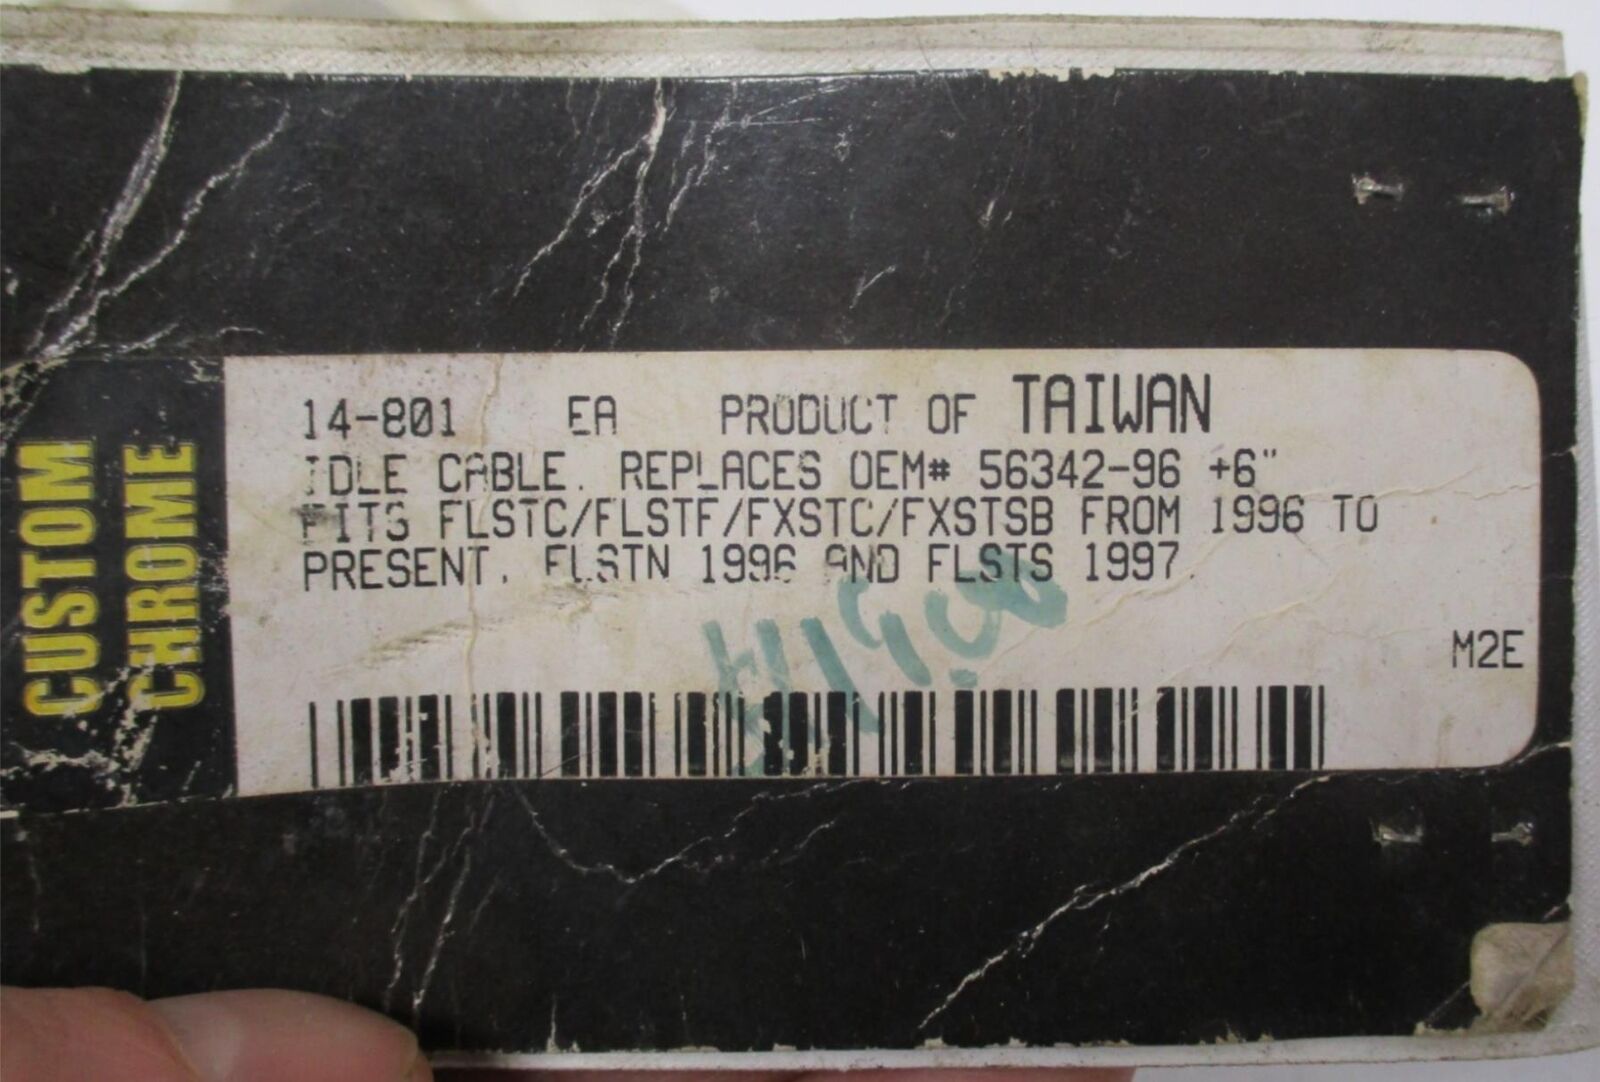 CUSTOM
CHROME
14-801 EA PRODUCT OF TAIWAN
IDLE CABLE. REPLACES OEM# 56342-96 +6"
FITS FLSTC/FLSTF/FXSTC/FXSTSB FROM 1996 TO
PRESENT. FLSTN 1996 AND FLSTS 1997.
M2E